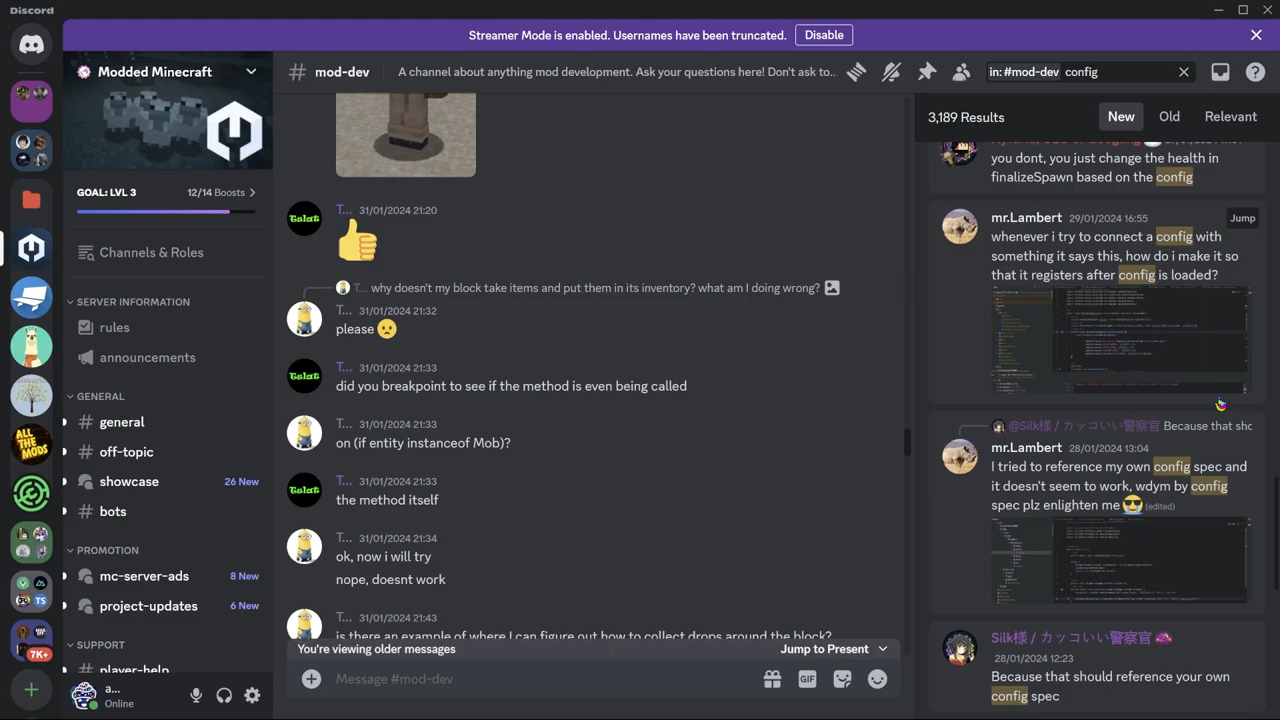 Discord
Streamer Mode is enabled. Usernames have been truncated.
Disable
Modded Minecraft
mod-dev
A channel about anything mod development. Ask your questions here! Don't ask to...
in: #mod-dev config
GOAL: LVL 3
12/14 Boosts
Channels & Roles
SERVER INFORMATION
rules
announcements
GENERAL
general
off-topic
showcase
26 New
bots
PROMOTION
mc-server-ads
8 New
project-updates
6 New
SUPPORT
player-help
ALL THE MODS
TS
7K+
a...
Online
Tslat
T... 31/01/2024 21:20
T... why doesn't my block take items and put them in its inventory? what am I doing wrong?
T... 31/01/2024 21:32
please
Tslat
T... 31/01/2024 21:33
did you breakpoint to see if the method is even being called
T... 31/01/2024 21:33
on (if entity instanceof Mob)?
Tslat
T... 31/01/2024 21:33
the method itself
T... 31/01/2024 21:34
ok, now i will try
nope, doesnt work
T... 31/01/2024 21:43
is there an example of where I can figure out how to collect drops around the block?
You're viewing older messages
Jump to Present
Message #mod-dev
GIF
3,189 Results
New
Old
Relevant
you dont, you just change the health in
finalizeSpawn based on the config
mr.Lambert 29/01/2024 16:55
Jump
whenever i try to connect a config with
something it says this, how do i make it so
that it registers after config is loaded?
@Silk様 / カッコいい警察官 Because that sho
mr.Lambert 28/01/2024 13:04
I tried to reference my own config spec and
it doesn't seem to work, wdym by config
spec plz enlighten me (edited)
Silk様 / カッコいい警察官
28/01/2024 12:23
Because that should reference your own
config spec